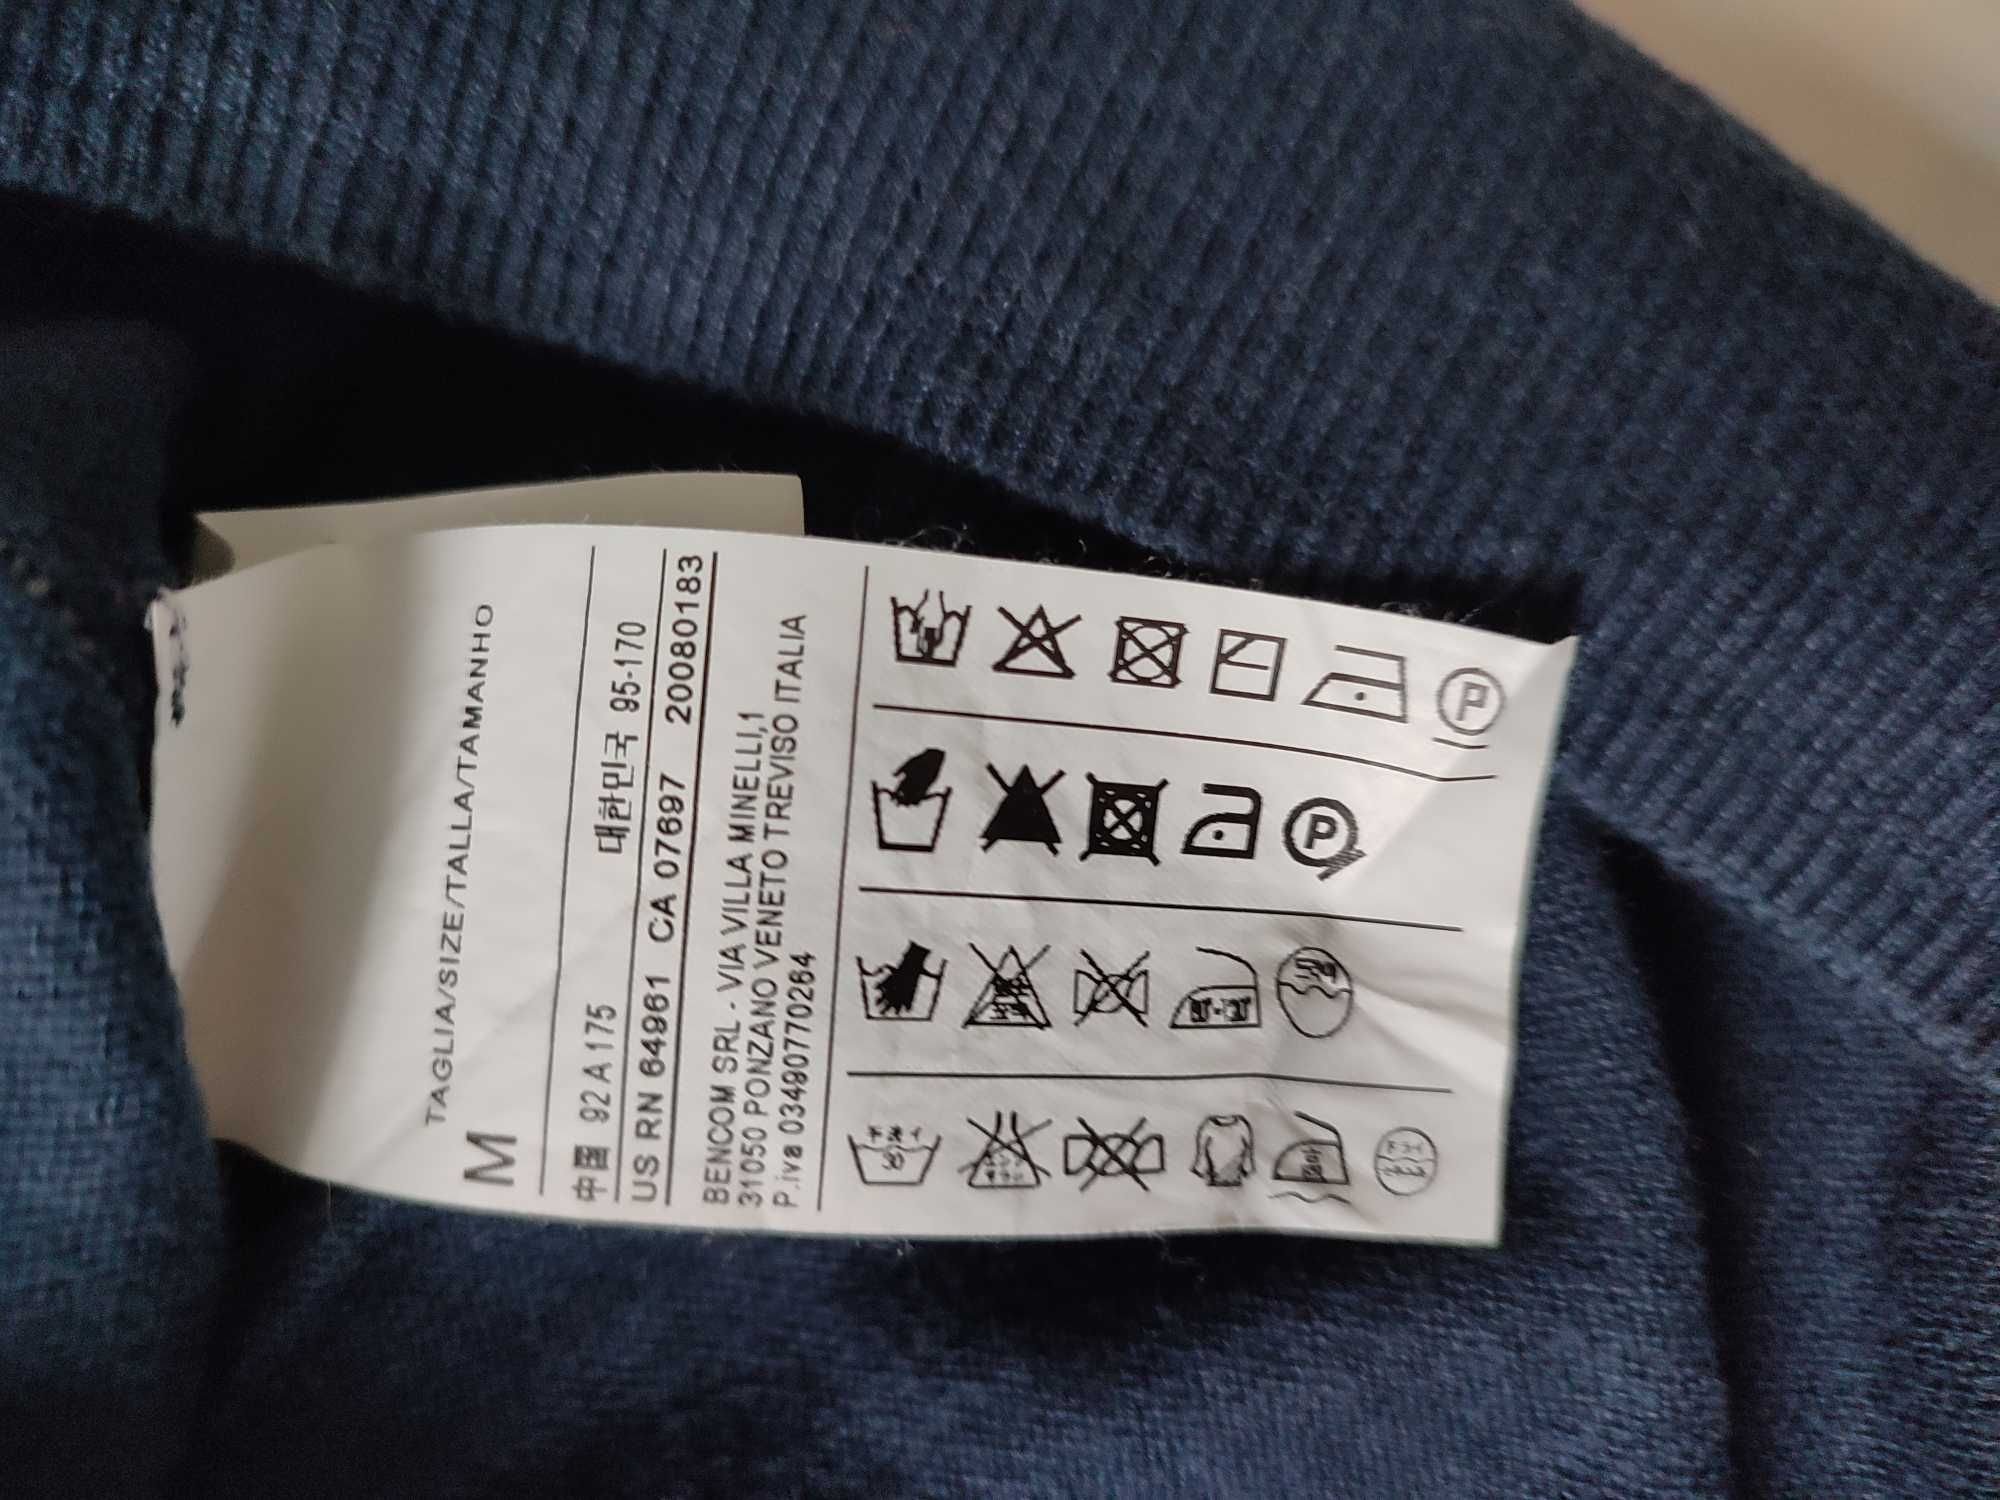 TAGLIA/SIZE/TALLA/TAMANHO
M
中国 92 A 175 대한민국 95-170
US RN 64961 CA 07697 20080183
BENCOM SRL - VIA VILLA MINELLI,1
31050 PONZANO VENETO TREVISO ITALIA
P.iva 03490770264
P
P